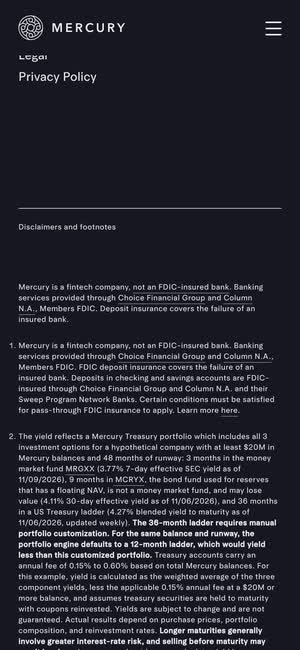 MERCURY
Legal
Privacy Policy
Disclaimers and footnotes
Mercury is a fintech company, not an FDIC-insured bank. Banking
services provided through Choice Financial Group and Column
N.A., Members FDIC. Deposit insurance covers the failure of an
insured bank.
1. Mercury is a fintech company, not an FDIC-insured bank. Banking
services provided through Choice Financial Group and Column N.A.,
Members FDIC. FDIC deposit insurance covers the failure of an
insured bank. Deposits in checking and savings accounts are FDIC-
insured through Choice Financial Group and Column N.A. and their
Sweep Program Network Banks. Certain conditions must be satisfied
for pass-through FDIC insurance to apply. Learn more here.
2. The yield reflects a Mercury Treasury portfolio which includes all 3
investment options for a hypothetical company with at least $20M in
Mercury balances and 48 months of runway: 3 months in the money
market fund MRGXX (3.77% 7-day effective SEC yield as of
11/09/2026), 9 months in MCRYX, the bond fund used for reserves
that has a floating NAV, is not a money market fund, and may lose
value (4.11% 30-day effective yield as of 11/06/2026), and 36 months
in a US Treasury ladder (4.27% blended yield to maturity as of
11/06/2026, updated weekly). The 36-month ladder requires manual
portfolio customization. For the same balance and runway, the
portfolio engine defaults to a 12-month ladder, which would yield
less than this customized portfolio. Treasury accounts carry an
annual fee of 0.15% to 0.60% based on total Mercury balances. For
this example, yield is calculated as the weighted average of the three
component yields, less the applicable 0.15% annual fee at a $20M or
more balance, and assumes treasury securities are held to maturity
with coupons reinvested. Yields are subject to change and are not
guaranteed. Actual results depend on purchase prices, portfolio
composition, and reinvestment rates. Longer maturities generally
involve greater interest-rate risk, and selling before maturity may